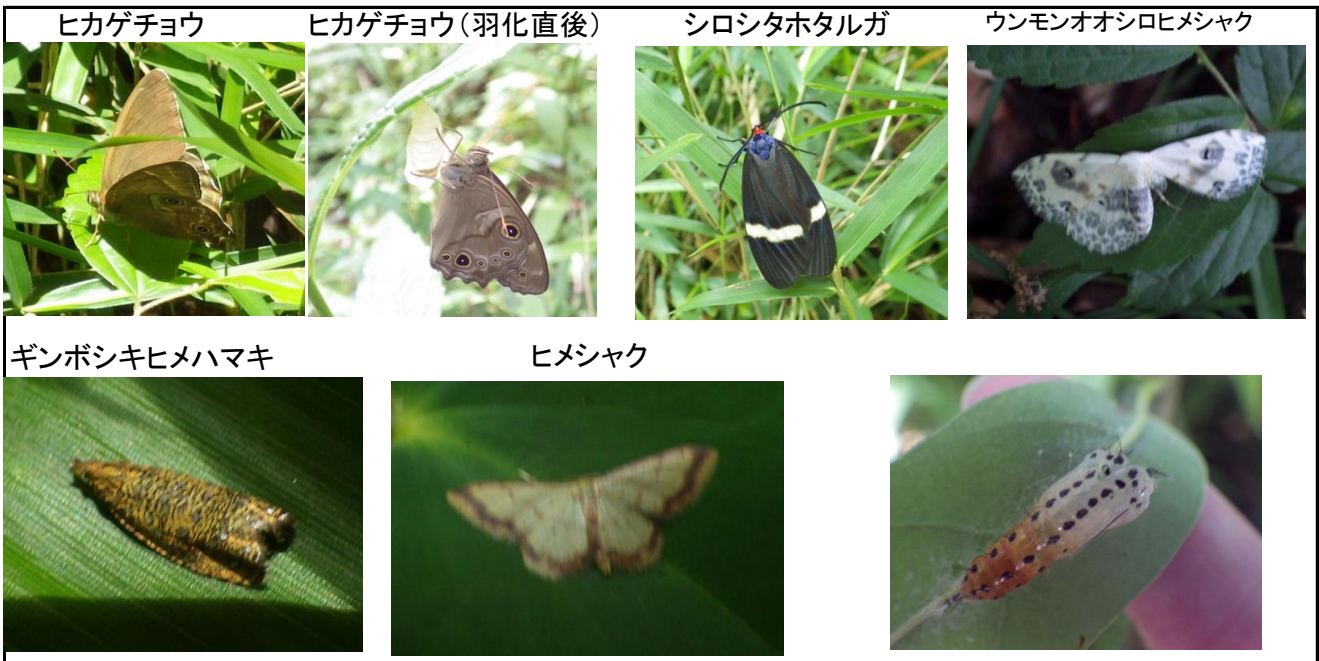 ヒカゲチョウ
ヒカゲチョウ（羽化直後）
シロシタホタルガ
ウンモンオオシロヒメシャク
ギンボシキヒメハマキ
ヒメシャク